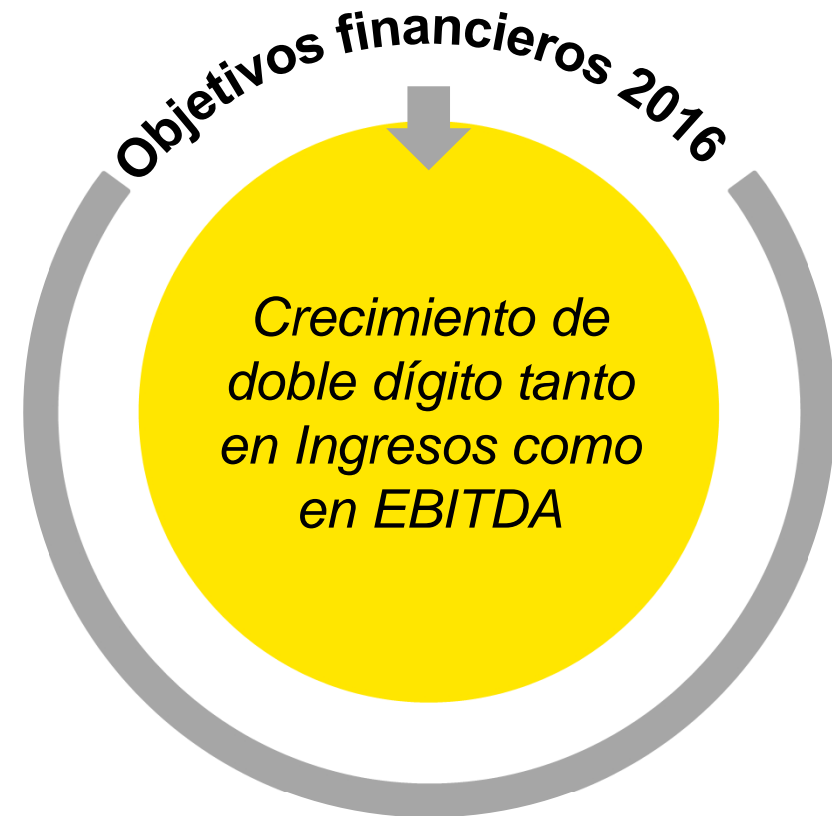 Objetivos financieros 2016
Crecimiento de
doble dígito tanto
en Ingresos como
en EBITDA